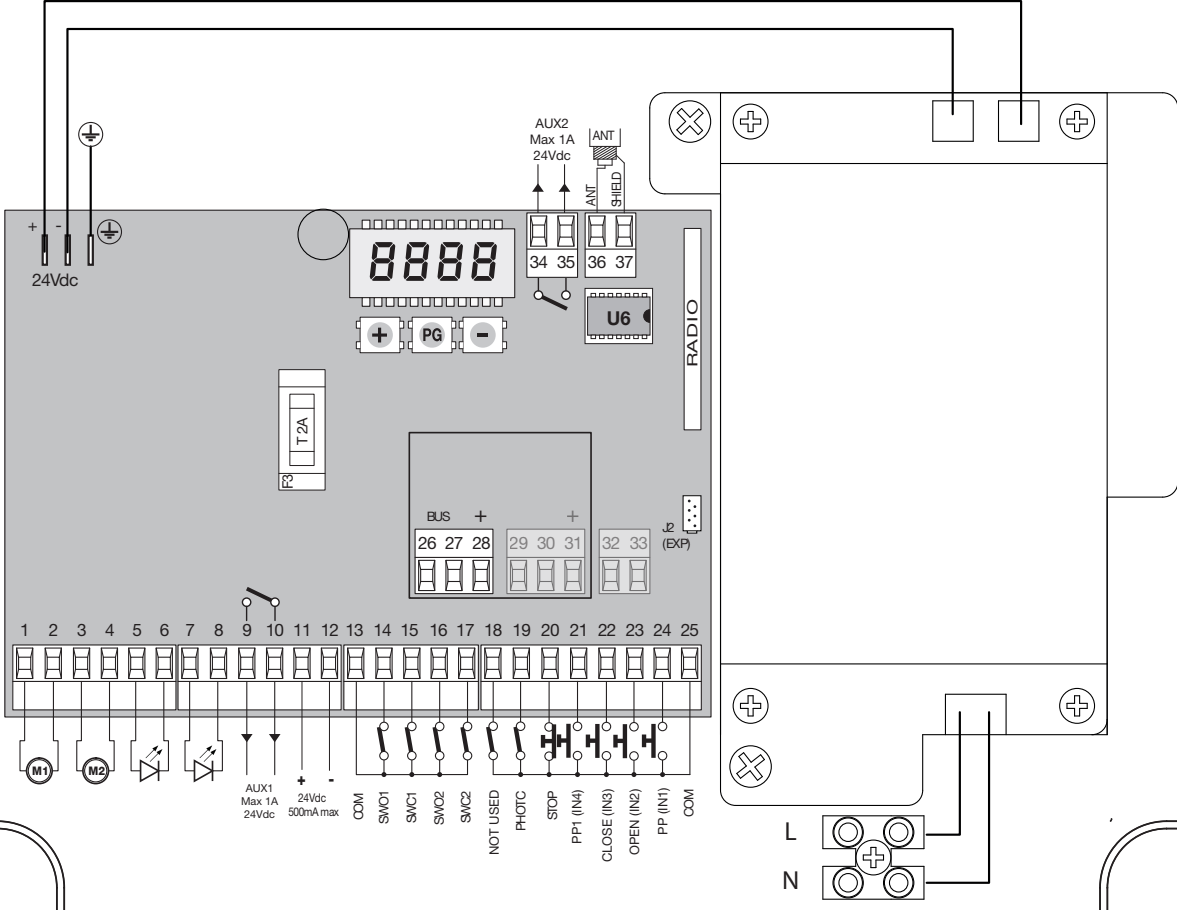 AUX2
Max 1A
24Vdc
ANT
ANT
SHIELD
+ -
24Vdc
8888
34 35 36 37
U6
+ PG -
RADIO
T 2A
F3
BUS + +
J2
(EXP)
26 27 28 29 30 31 32 33
1 2 3 4 5 6 7 8 9 10 11 12 13 14 15 16 17 18 19 20 21 22 23 24 25
M1 M2
AUX1
Max 1A
24Vdc
+ -
24Vdc
500mA max
COM
SWO1
SWC1
SWO2
SWC2
NOT USED
PHOTC
STOP
PP1 (IN4)
CLOSE (IN3)
OPEN (IN2)
PP (IN1)
COM
L
N